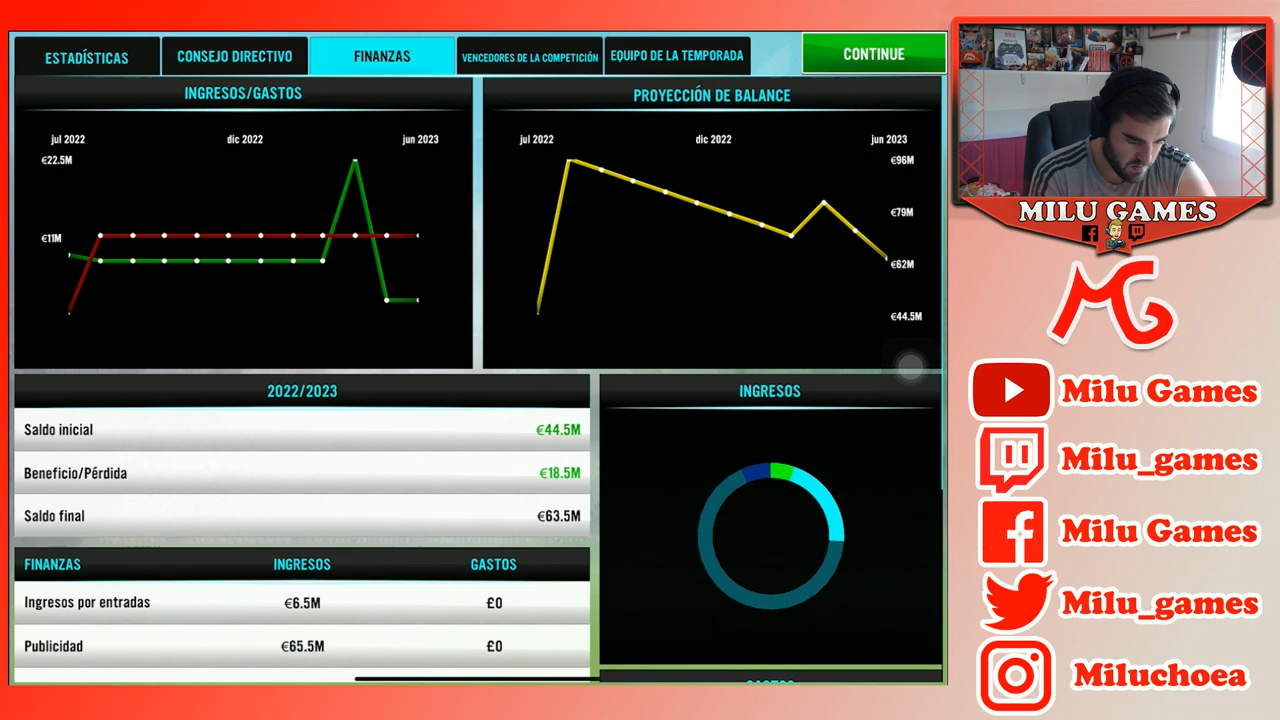 ESTADÍSTICAS
CONSEJO DIRECTIVO
FINANZAS
VENCEDORES DE LA COMPETICIÓN
EQUIPO DE LA TEMPORADA
CONTINUE
INGRESOS/GASTOS
jul 2022
dic 2022
jun 2023
€22.5M
€11M
PROYECCIÓN DE BALANCE
jul 2022
dic 2022
jun 2023
€96M
€79M
€62M
€44.5M
2022/2023
Saldo inicial €44.5M
Beneficio/Pérdida €18.5M
Saldo final €63.5M
FINANZAS INGRESOS GASTOS
Ingresos por entradas €6.5M £0
Publicidad €65.5M £0
INGRESOS
MILU GAMES
MG
Milu Games
Milu_games
Milu Games
Milu_games
Miluchoea